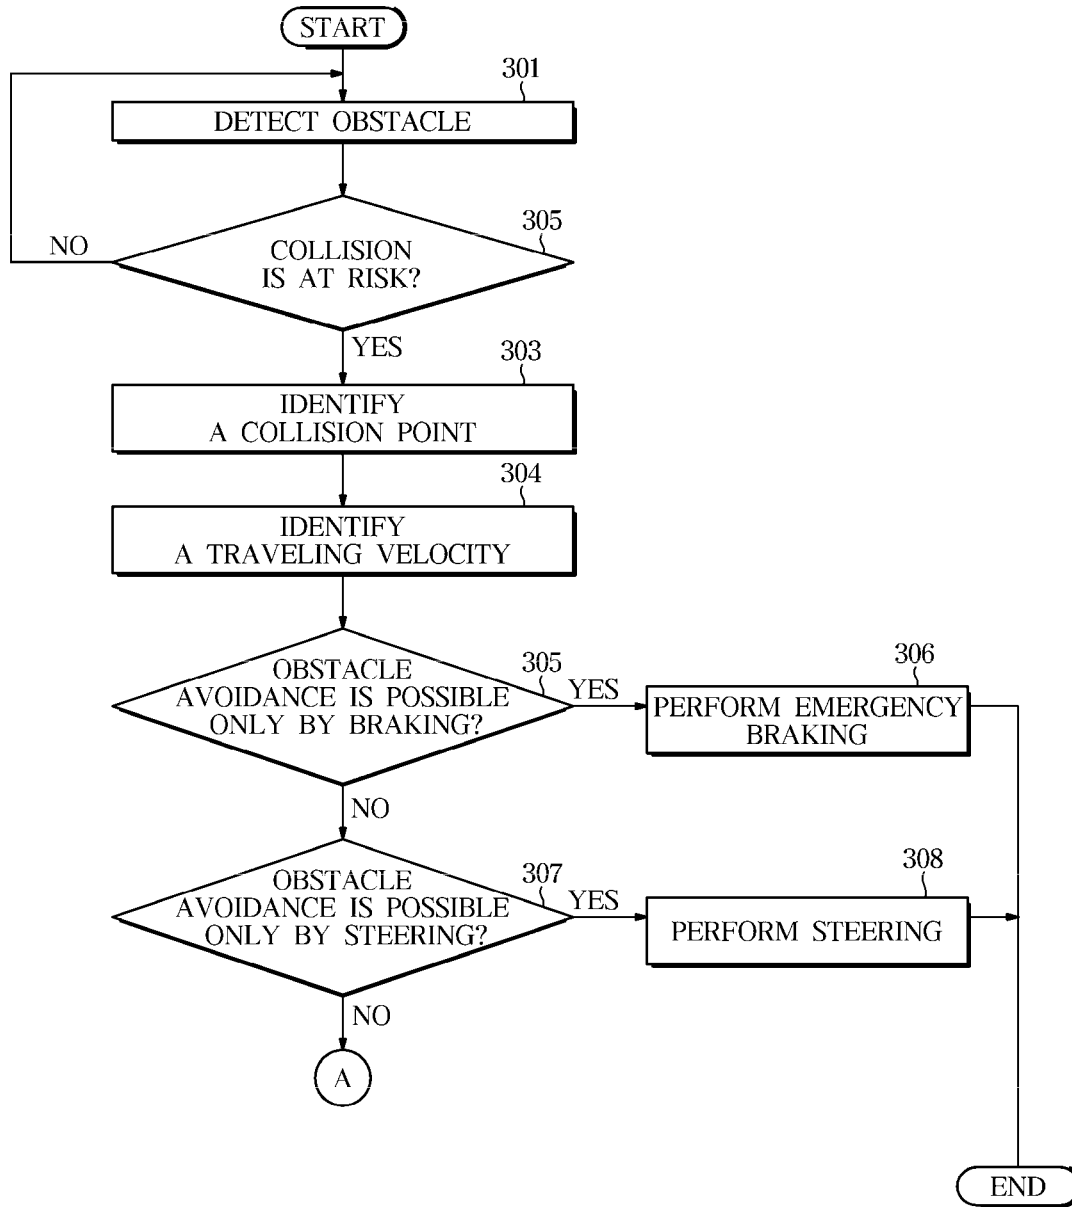 START
301
DETECT OBSTACLE
305
NO
COLLISION
IS AT RISK?
YES
303
IDENTIFY
A COLLISION POINT
304
IDENTIFY
A TRAVELING VELOCITY
305
OBSTACLE
AVOIDANCE IS POSSIBLE
ONLY BY BRAKING?
YES
306
PERFORM EMERGENCY
BRAKING
NO
307
OBSTACLE
AVOIDANCE IS POSSIBLE
ONLY BY STEERING?
YES
308
PERFORM STEERING
NO
A
END